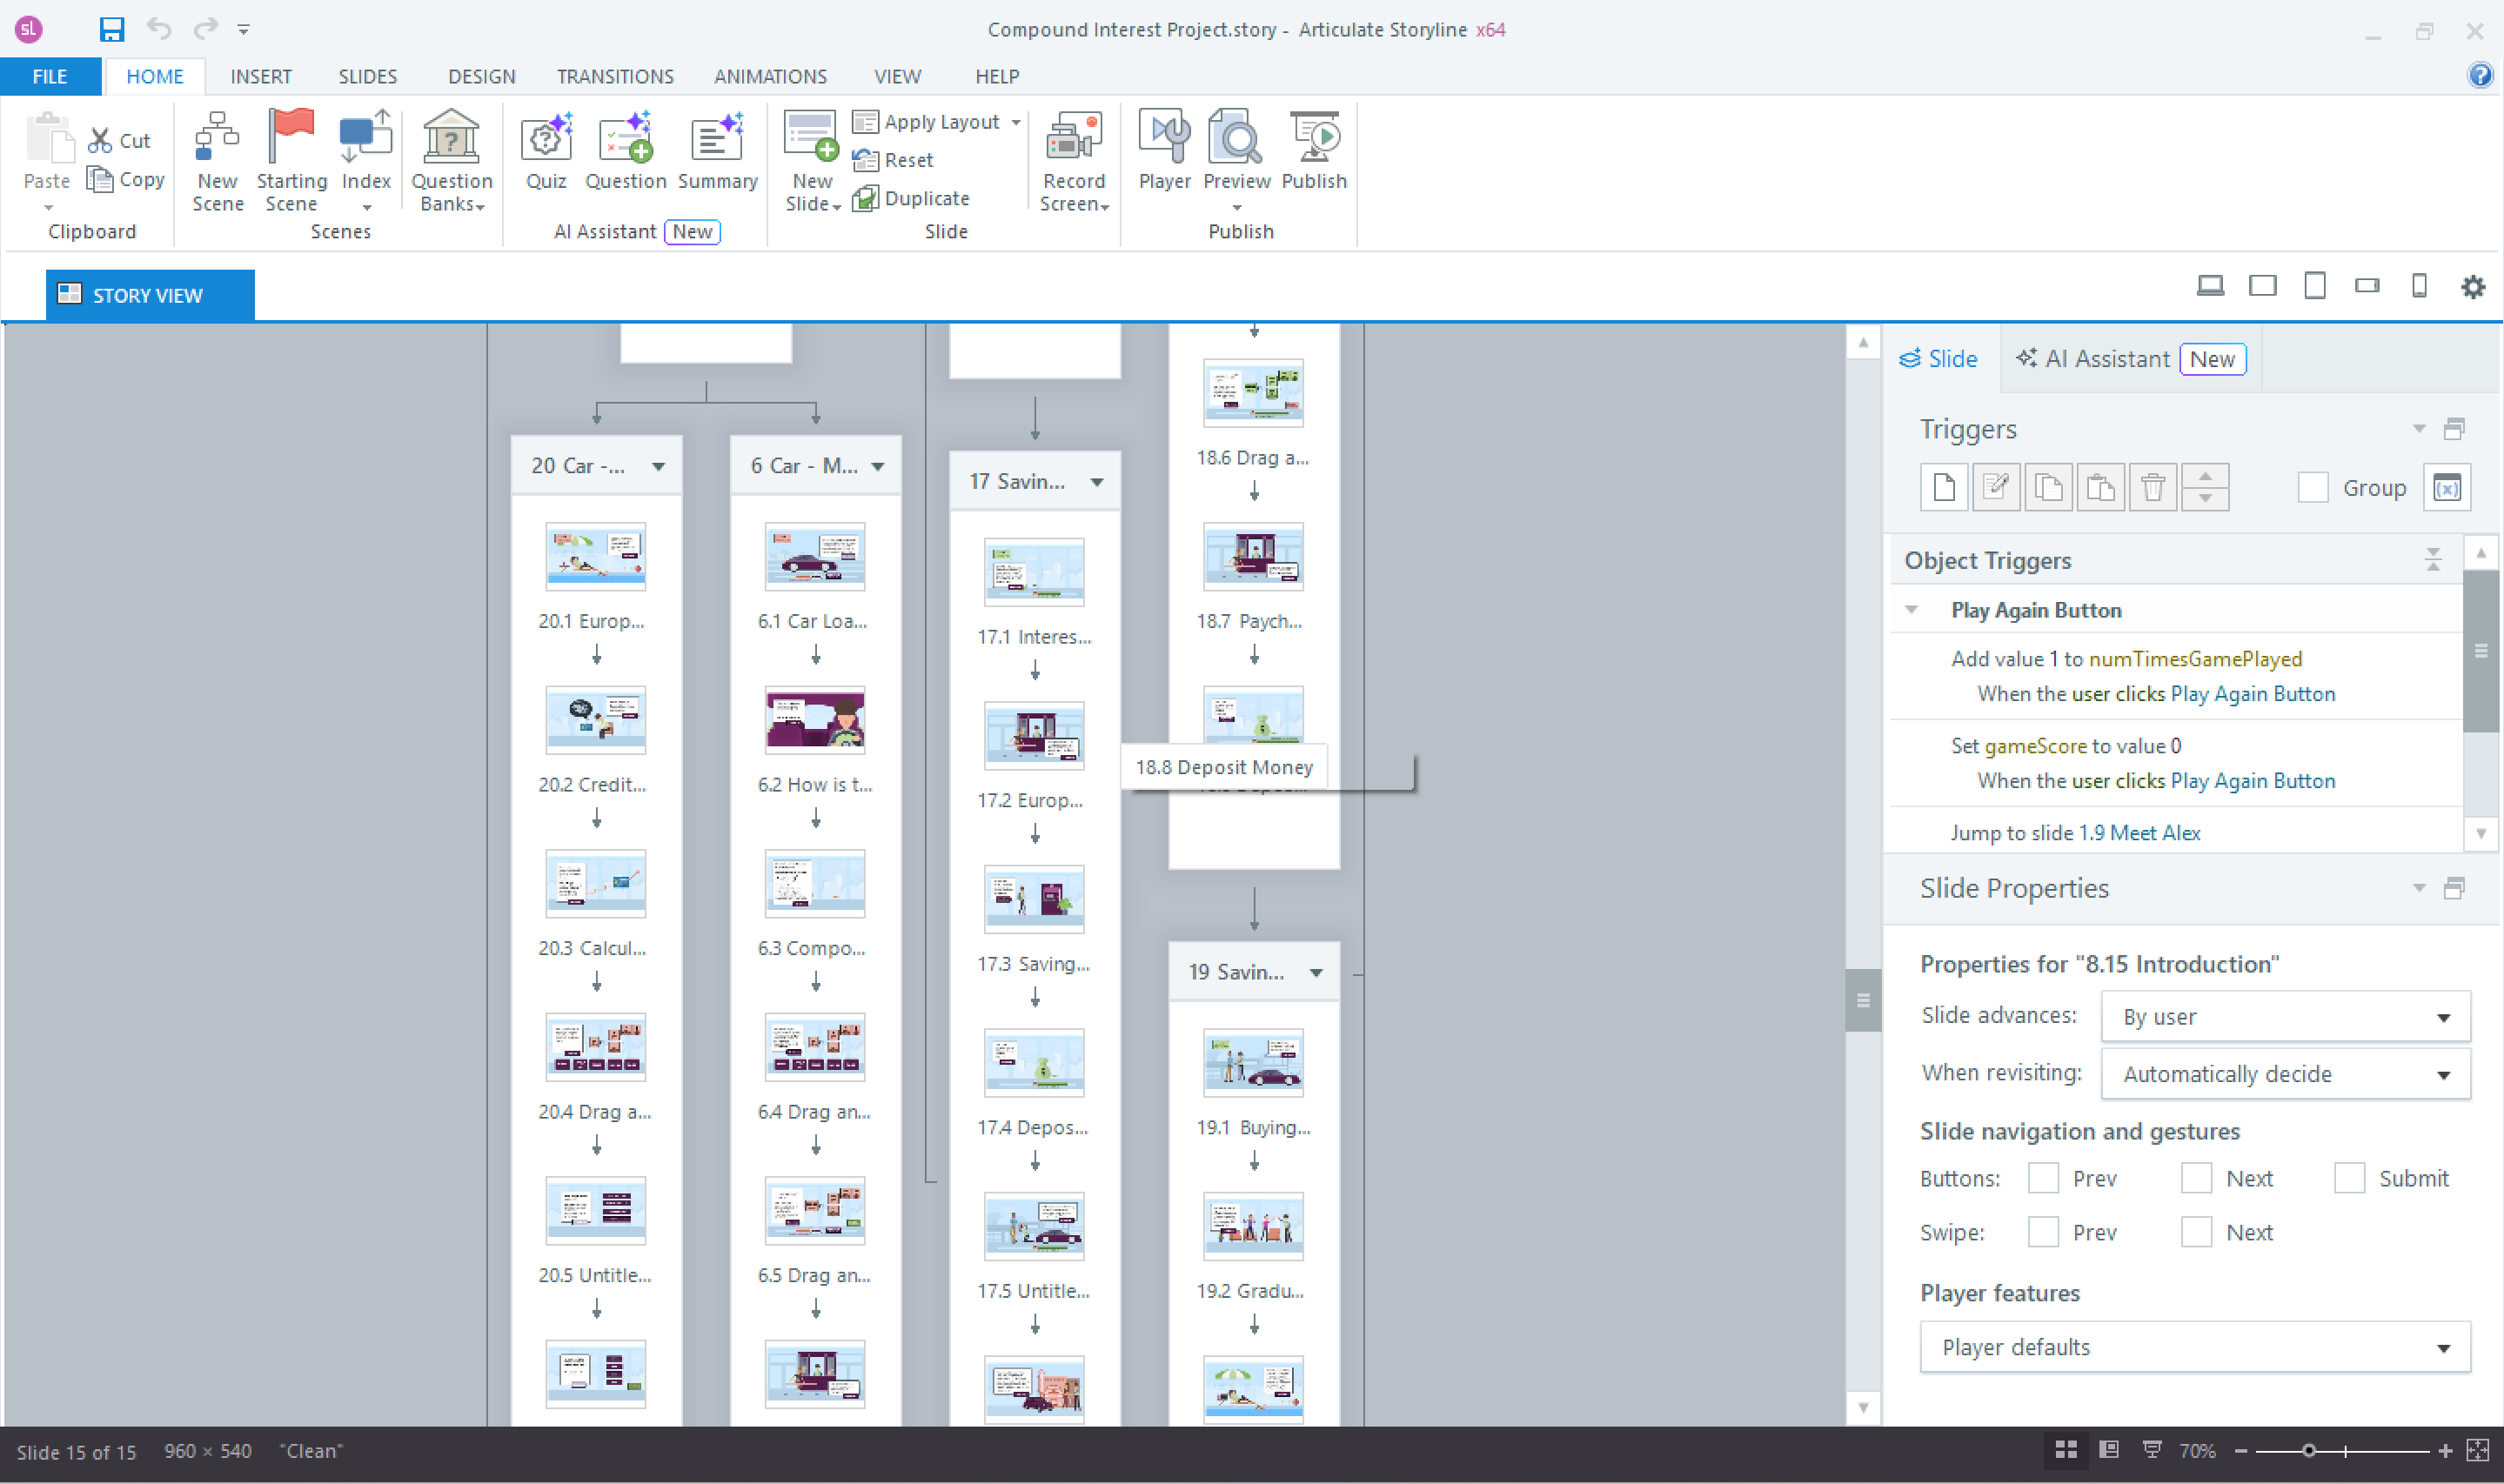 sL
Compound Interest Project.story - Articulate Storyline x64
FILE
HOME
INSERT
SLIDES
DESIGN
TRANSITIONS
ANIMATIONS
VIEW
HELP
Paste
Cut
Copy
Clipboard
New Scene
Starting Scene
Index
Question Banks
Scenes
Quiz
Question
Summary
AI Assistant New
New Slide
Apply Layout
Reset
Duplicate
Record Screen
Slide
Player
Preview
Publish
Publish
STORY VIEW
20 Car -...
20.1 Europ...
20.2 Credit...
20.3 Calcul...
20.4 Drag a...
20.5 Untitle...
6 Car - M...
6.1 Car Loa...
6.2 How is t...
6.3 Compo...
6.4 Drag an...
6.5 Drag an...
17 Savin...
17.1 Interes...
17.2 Europ...
17.3 Saving...
17.4 Depos...
17.5 Untitle...
18.6 Drag a...
18.7 Paych...
18.8 Deposit Money
19 Savin...
19.1 Buying...
19.2 Gradu...
Slide
AI Assistant New
Triggers
Group
(x)
Object Triggers
Play Again Button
Add value 1 to numTimesGamePlayed
When the user clicks Play Again Button
Set gameScore to value 0
When the user clicks Play Again Button
Jump to slide 1.9 Meet Alex
Slide Properties
Properties for "8.15 Introduction"
Slide advances: By user
When revisiting: Automatically decide
Slide navigation and gestures
Buttons: Prev Next Submit
Swipe: Prev Next
Player features
Player defaults
Slide 15 of 15 960 × 540 "Clean"
70%